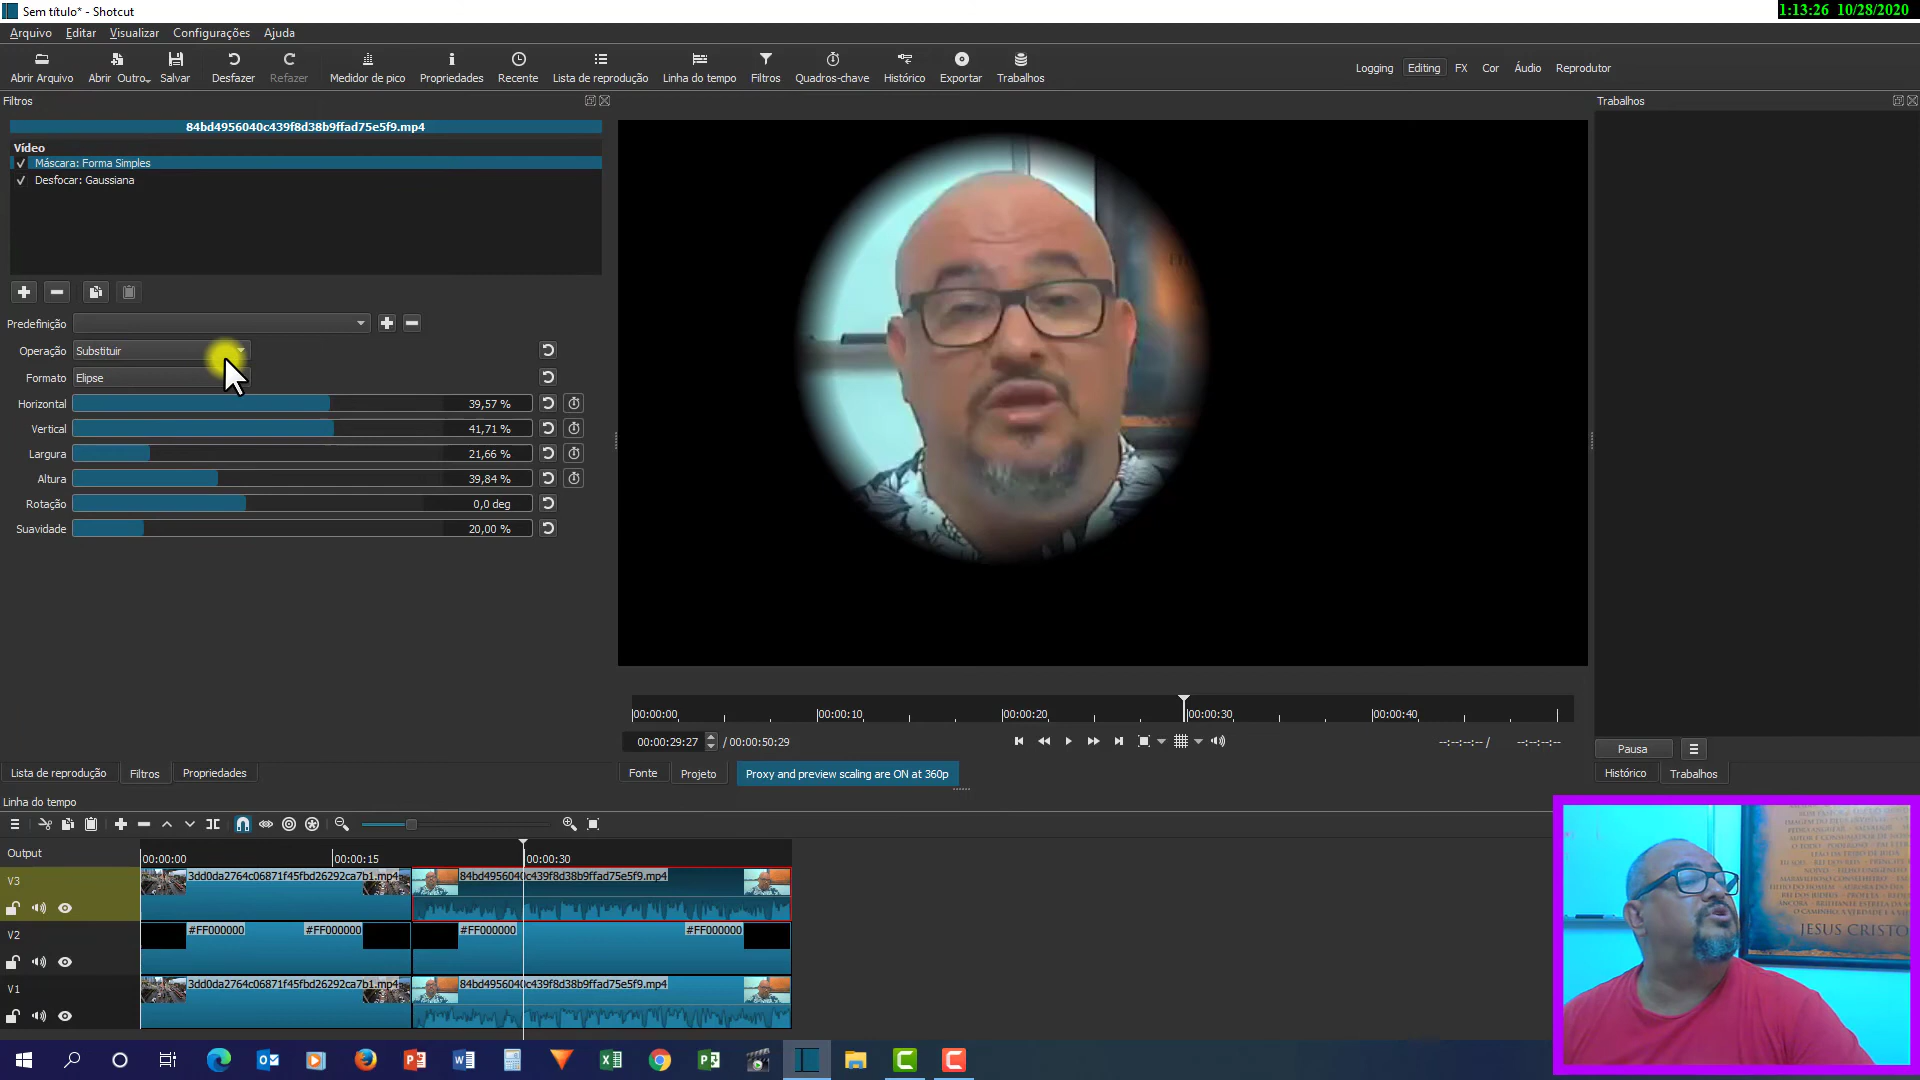 Sem título* - Shotcut
1:13:26 10/28/2020
Arquivo Editar Visualizar Configurações Ajuda
Abrir Arquivo Abrir Outro Salvar Desfazer Refazer Medidor de pico Propriedades Recente Lista de reprodução Linha do tempo Filtros Quadros-chave Histórico Exportar Trabalhos
Logging Editing FX Cor Áudio Reprodutor
Filtros
Trabalhos
84bd4956040c439f8d38b9ffad75e5f9.mp4
Vídeo
Máscara: Forma Simples
Desfocar: Gaussiana
Predefinição
Operação Substituir
Formato Elipse
Horizontal 39,57 %
Vertical 41,71 %
Largura 21,66 %
Altura 39,84 %
Rotação 0,0 deg
Suavidade 20,00 %
00:00:00 00:00:10 00:00:20 00:00:30 00:00:40
00:00:29:27 / 00:00:50:29
--:--:--:-- / --:--:--:--
Pausa
Lista de reprodução Filtros Propriedades
Fonte Projeto Proxy and preview scaling are ON at 360p
Histórico Trabalhos
Linha do tempo
Output
00:00:00 00:00:15 00:00:30
V3
3dd0da2764c06871f45fbd26292ca7b1.mp4 84bd4956040c439f8d38b9ffad75e5f9.mp4
V2
#FF000000 #FF000000 #FF000000 #FF000000
V1
3dd0da2764c06871f45fbd26292ca7b1.mp4 84bd4956040c439f8d38b9ffad75e5f9.mp4
JESUS CRISTO